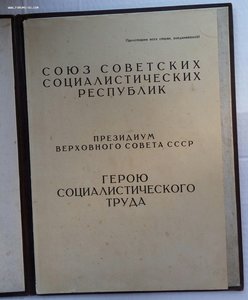 Пролетарии всех стран, соединяйтесь!
СОЮЗ СОВЕТСКИХ
СОЦИАЛИСТИЧЕСКИХ
РЕСПУБЛИК
ПРЕЗИДИУМ
ВЕРХОВНОГО СОВЕТА СССР
ГЕРОЮ
СОЦИАЛИСТИЧЕСКОГО
ТРУДА